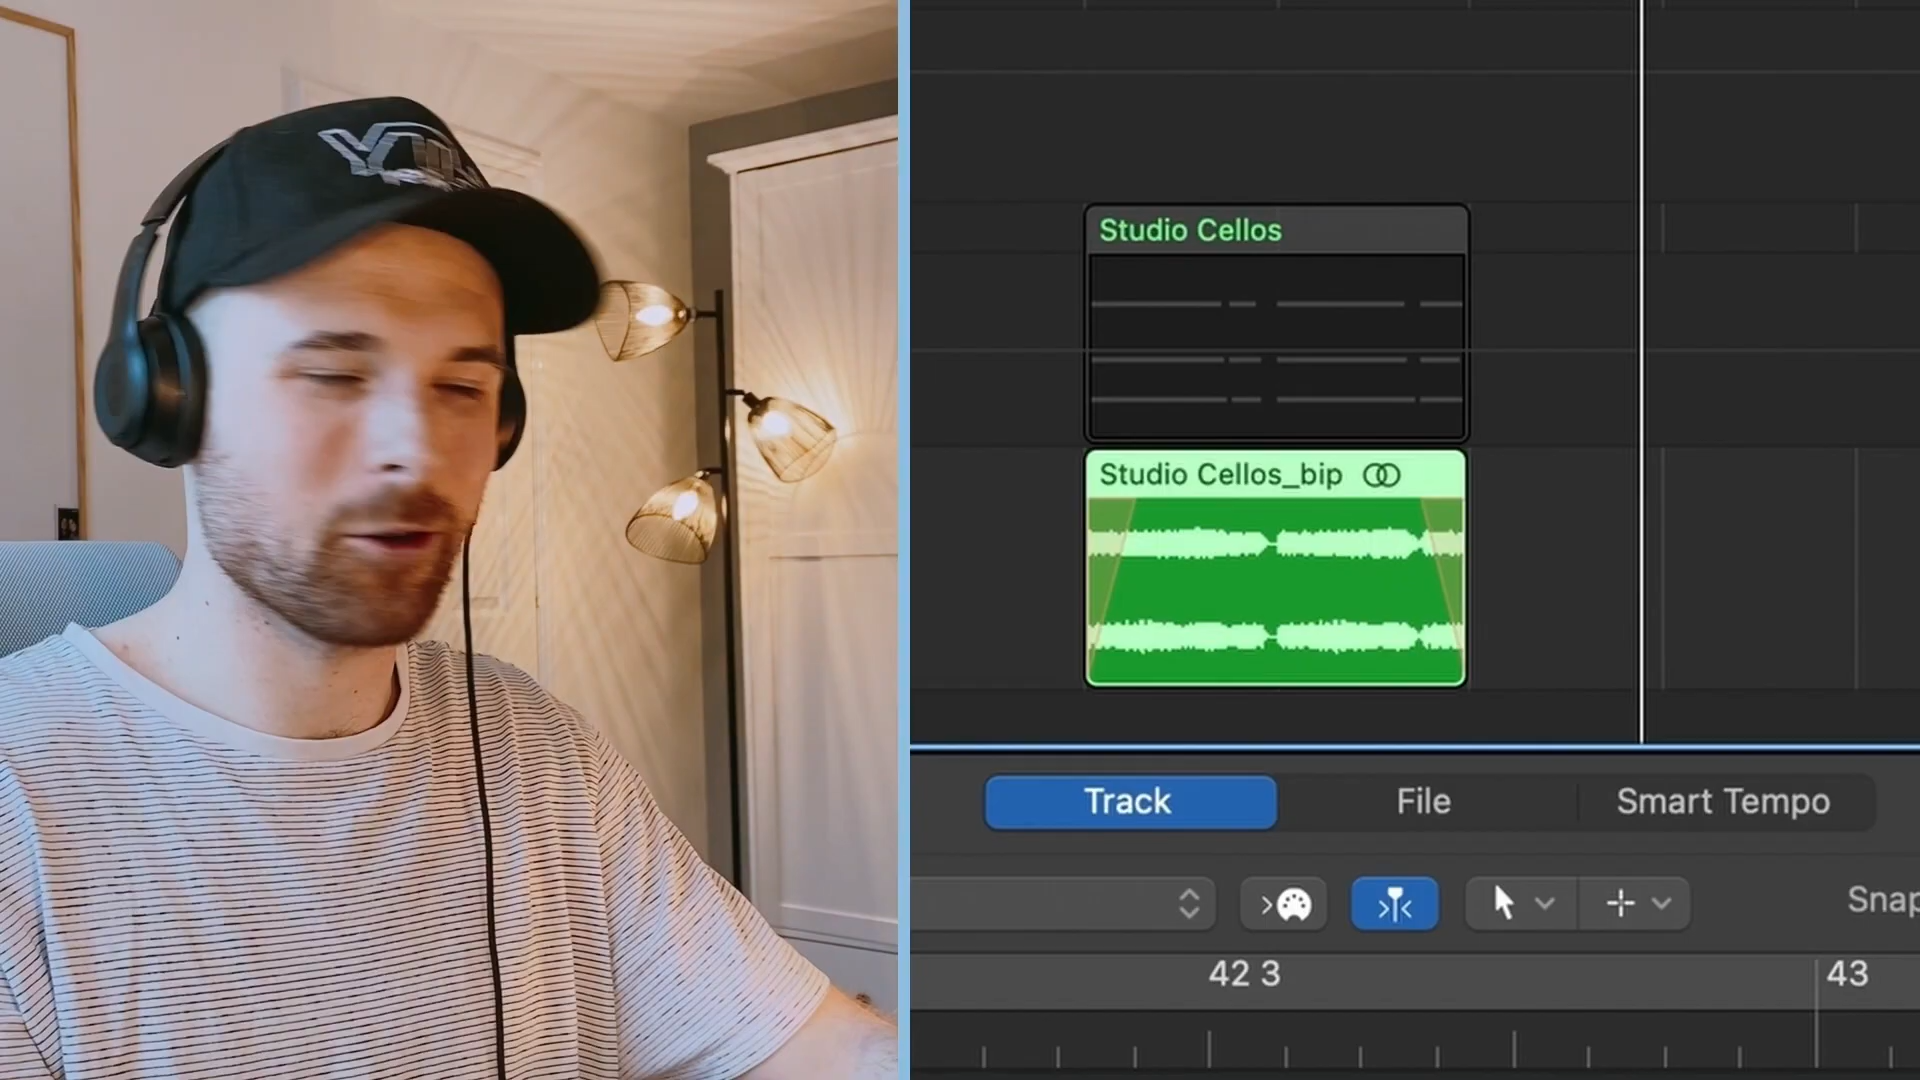 Studio Cellos
Studio Cellos_bip
Track
File
Smart Tempo
Snap
42 3
43